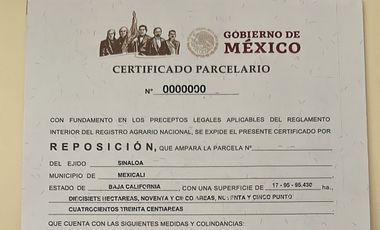 GOBIERNO DE
MÉXICO
CERTIFICADO PARCELARIO
N° 0000000
CON FUNDAMENTO EN LOS PRECEPTOS LEGALES APLICABLES DEL REGLAMENTO
INTERIOR DEL REGISTRO AGRARIO NACIONAL, SE EXPIDE EL PRESENTE CERTIFICADO POR
REPOSICIÓN, QUE AMPARA LA PARCELA N°
DEL EJIDO SINALOA
MUNICIPIO DE MEXICALI
ESTADO DE BAJA CALIFORNIA , CON UNA SUPERFICIE DE 17-95-95.430 ha.,
DIECISIETE HECTAREAS, NOVENTA Y CINCO AREAS, NOVENTA Y CINCO PUNTO
CUATROCIENTOS TREINTA CENTIAREAS
QUE CUENTA CON LAS SIGUIENTES MEDIDAS Y COLINDANCIAS: